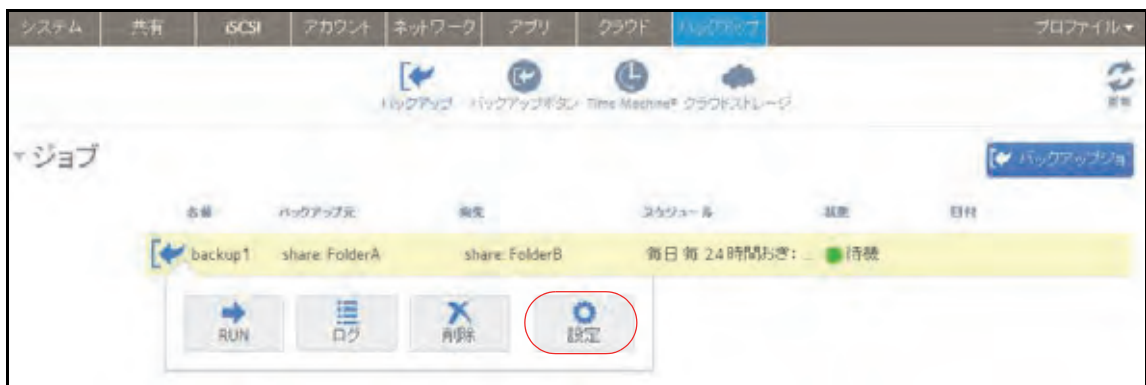 システム 共有 iSCSI アカウント ネットワーク アプリ クラウド バックアップ プロファイル▼
バックアップ バックアップボタン Time Machine® クラウドストレージ 更新
ジョブ バックアップジョ
名前 バックアップ元 宛先 スケジュール 状態 日付
backup1 share: FolderA share: FolderB 毎日 毎 24 時間おき: ... 待機
RUN ログ 削除 設定